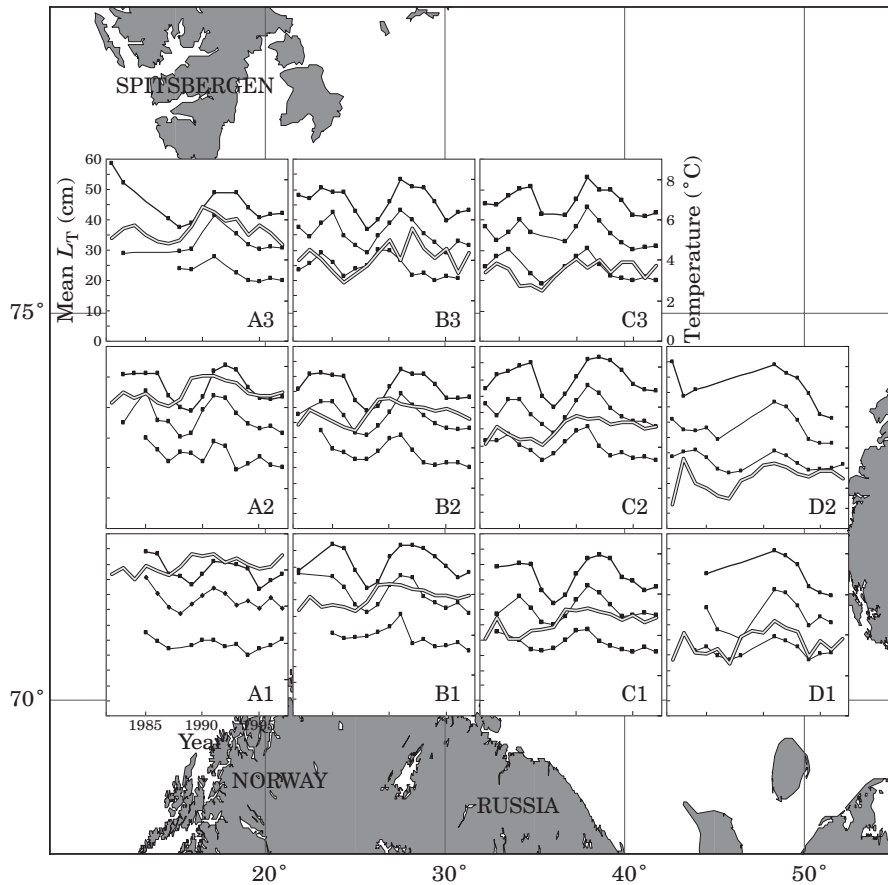 SPITSBERGEN
60
50
40
30
20
10
0
Mean LT (cm)
8
6
4
2
0
Temperature (°C)
A3
B3
C3
75°
A2
B2
C2
D2
A1
B1
C1
D1
70°
1985 1990 1995
Year
NORWAY
RUSSIA
20° 30° 40° 50°